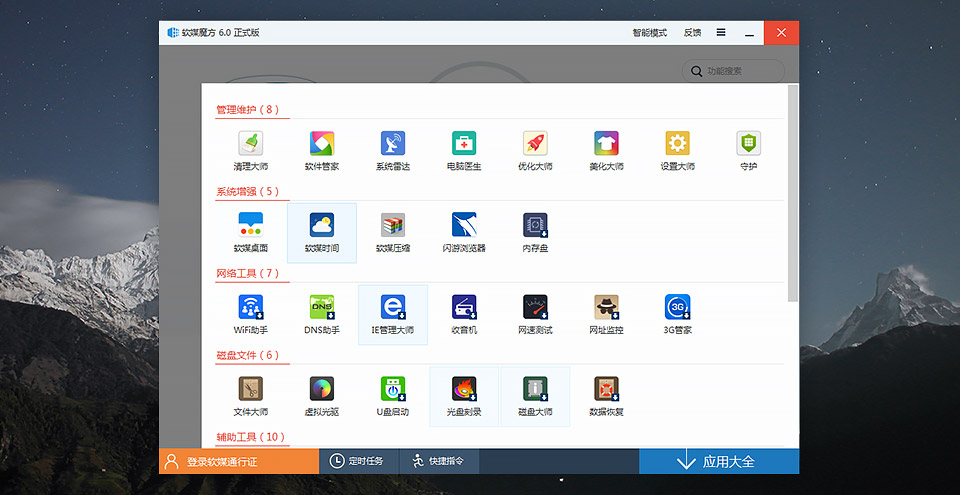 软媒魔方 6.0 正式版
智能模式 反馈
功能搜索
管理维护 ( 8 )
清理大师 软件管家 系统雷达 电脑医生 优化大师 美化大师 设置大师 守护
系统增强 ( 5 )
软媒桌面 软媒时间 软媒压缩 闪游浏览器 内存盘
网络工具 ( 7 )
DNS e 3G
WiFi助手 DNS助手 IE管理大师 收音机 网速测试 网址监控 3G管家
磁盘文件 ( 6 )
文件大师 虚拟光驱 U盘启动 光盘刻录 磁盘大师 数据恢复
辅助工具 ( 10 )
登录软媒通行证 定时任务 快捷指令 应用大全